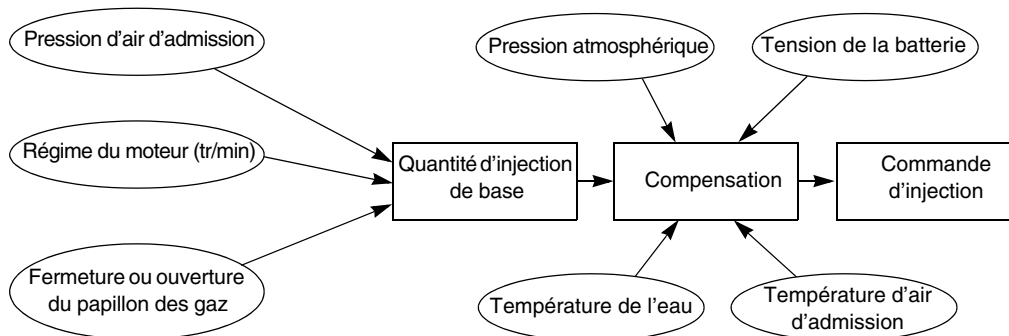 Pression d'air d'admission
Pression atmosphérique
Tension de la batterie
Régime du moteur (tr/min)
Quantité d'injection
de base
Compensation
Commande
d'injection
Fermeture ou ouverture
du papillon des gaz
Température de l'eau
Température d'air
d'admission